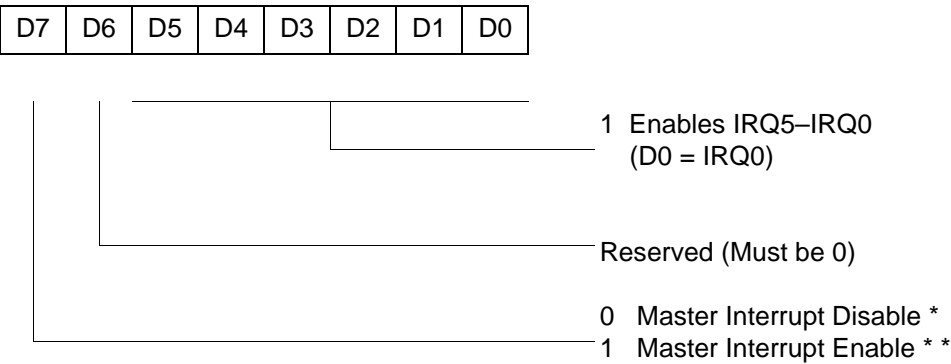 D7 D6 D5 D4 D3 D2 D1 D0
1 Enables IRQ5–IRQ0
(D0 = IRQ0)
Reserved (Must be 0)
0 Master Interrupt Disable *
1 Master Interrupt Enable * *